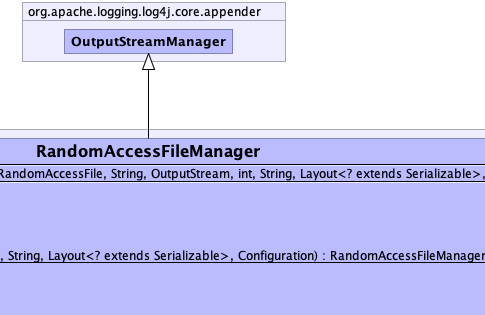 org.apache.logging.log4j.core.appender
OutputStreamManager
RandomAccessFileManager
RandomAccessFile, String, OutputStream, int, String, Layout<? extends Serializable>,
, String, Layout<? extends Serializable>, Configuration) : RandomAccessFileManager